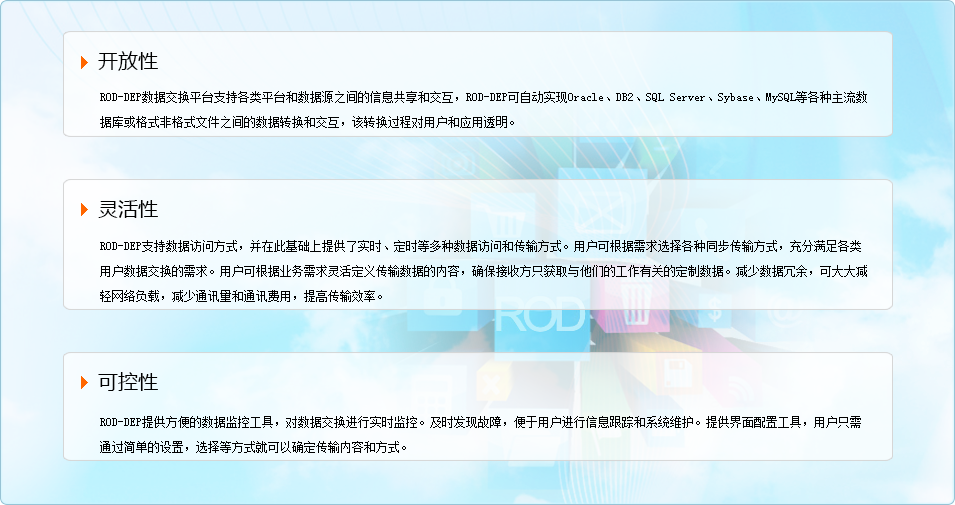 开放性
ROD-DEP数据交换平台支持各类平台和数据源之间的信息共享和交互，ROD-DEP可自动实现Oracle、DB2、SQL Server、Sybase、MySQL等各种主流数
据库或格式非格式文件之间的数据转换和交互，该转换过程对用户和应用透明。
灵活性
ROD-DEP支持数据访问方式，并在此基础上提供了实时、定时等多种数据访问和传输方式。用户可根据需求选择各种同步传输方式，充分满足各类
用户数据交换的需求。用户可根据业务需求灵活定义传输数据的内容，确保接收方只获取与他们的工作有关的定制数据。减少数据冗余，可大大减
轻网络负载，减少通讯量和通讯费用，提高传输效率。
ROD
可控性
ROD-DEP提供方便的数据监控工具，对数据交换进行实时监控。及时发现故障，便于用户进行信息跟踪和系统维护。提供界面配置工具，用户只需
通过简单的设置，选择等方式就可以确定传输内容和方式。